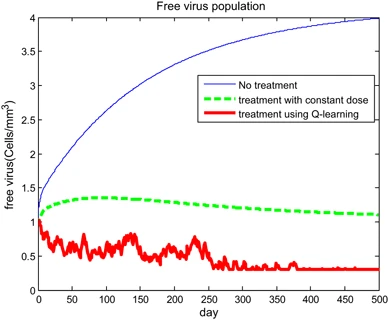 Free virus population
free virus(Cells/mm³)
4
3.5
3
2.5
2
1.5
1
0.5
0
No treatment
treatment with constant dose
treatment using Q-learning
0 50 100 150 200 250 300 350 400 450 500
day